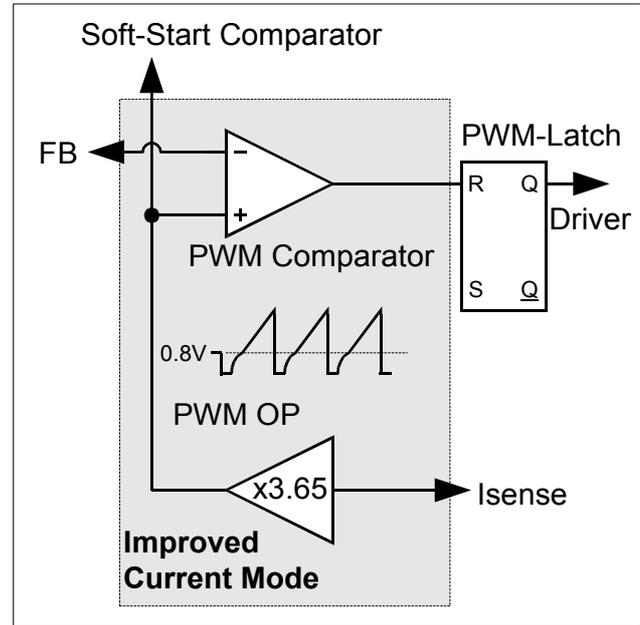 Soft-Start Comparator
FB
−
+
PWM Comparator
PWM-Latch
R Q
S Q
Driver
0.8V
PWM OP
x3.65
Isense
Improved
Current Mode